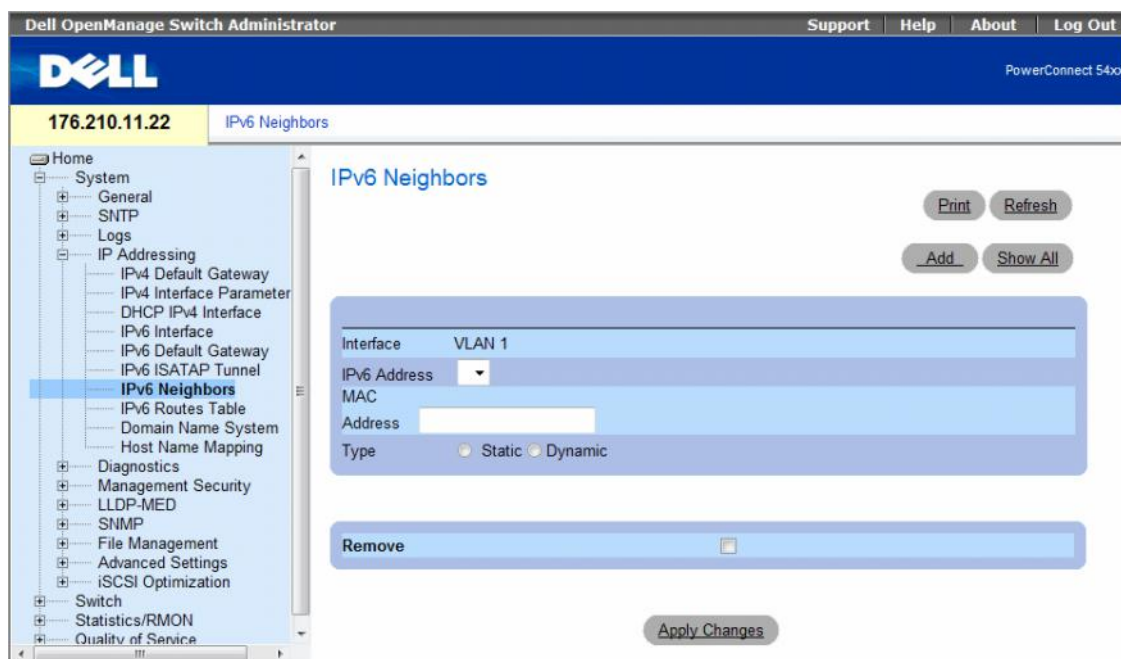 Dell OpenManage Switch Administrator Support Help About Log Out
DELL
PowerConnect 54xx
176.210.11.22 IPv6 Neighbors
Home
System
General
SNTP
Logs
IP Addressing
IPv4 Default Gateway
IPv4 Interface Parameter
DHCP IPv4 Interface
IPv6 Interface
IPv6 Default Gateway
IPv6 ISATAP Tunnel
IPv6 Neighbors
IPv6 Routes Table
Domain Name System
Host Name Mapping
Diagnostics
Management Security
LLDP-MED
SNMP
File Management
Advanced Settings
iSCSI Optimization
Switch
Statistics/RMON
Quality of Service
IPv6 Neighbors
Print Refresh
Add Show All
Interface VLAN 1
IPv6 Address
MAC
Address
Type Static Dynamic
Remove
Apply Changes